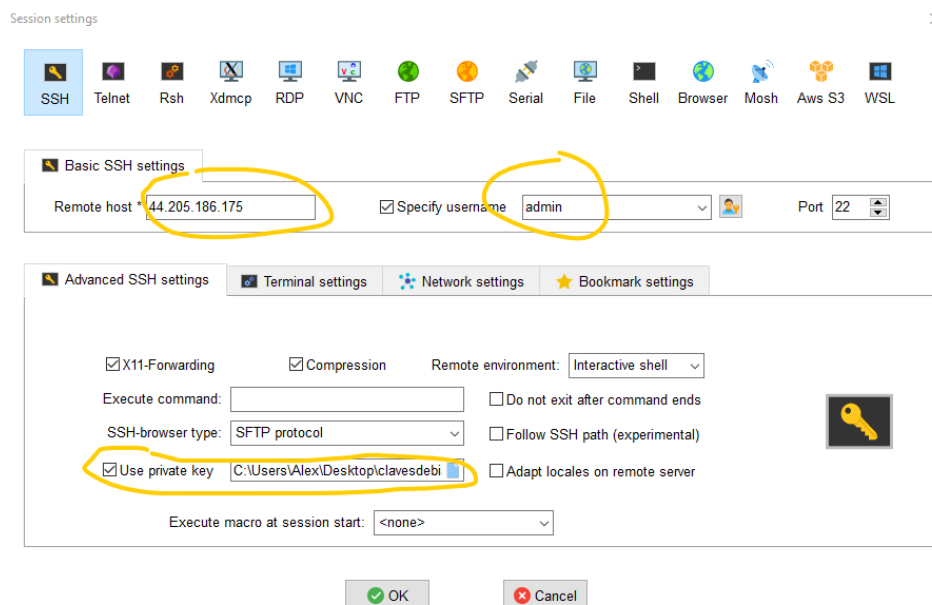 Session settings
SSH Telnet Rsh Xdmcp RDP VNC FTP SFTP Serial File Shell Browser Mosh Aws S3 WSL
Basic SSH settings
Remote host * 44.205.186.175 Specify username admin Port 22
Advanced SSH settings Terminal settings Network settings Bookmark settings
X11-Forwarding Compression Remote environment: Interactive shell
Execute command: Do not exit after command ends
SSH-browser type: SFTP protocol Follow SSH path (experimental)
Use private key C:\Users\Alex\Desktop\clavesdebi Adapt locales on remote server
Execute macro at session start: <none>
OK Cancel